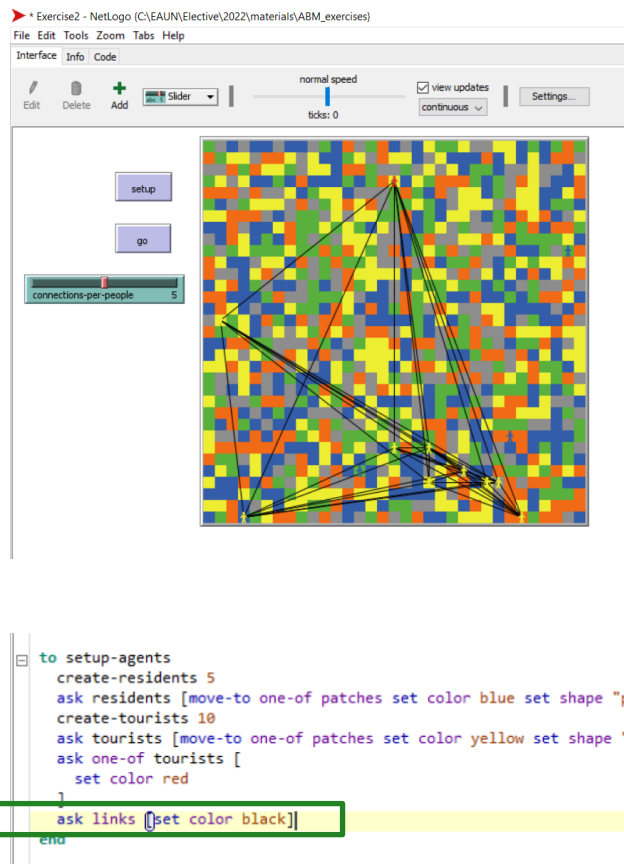 * Exercise2 - NetLogo {C:\EAUN\Elective\2022\materials\ABM_exercises}
File Edit Tools Zoom Tabs Help
Interface Info Code
Edit Delete Add abc 5 Slider normal speed ticks: 0 view updates continuous Settings...
setup
go
connections-per-people 5
to setup-agents
create-residents 5
ask residents [move-to one-of patches set color blue set shape "p
create-tourists 10
ask tourists [move-to one-of patches set color yellow set shape "
ask one-of tourists [
set color red
]
ask links [set color black]
end